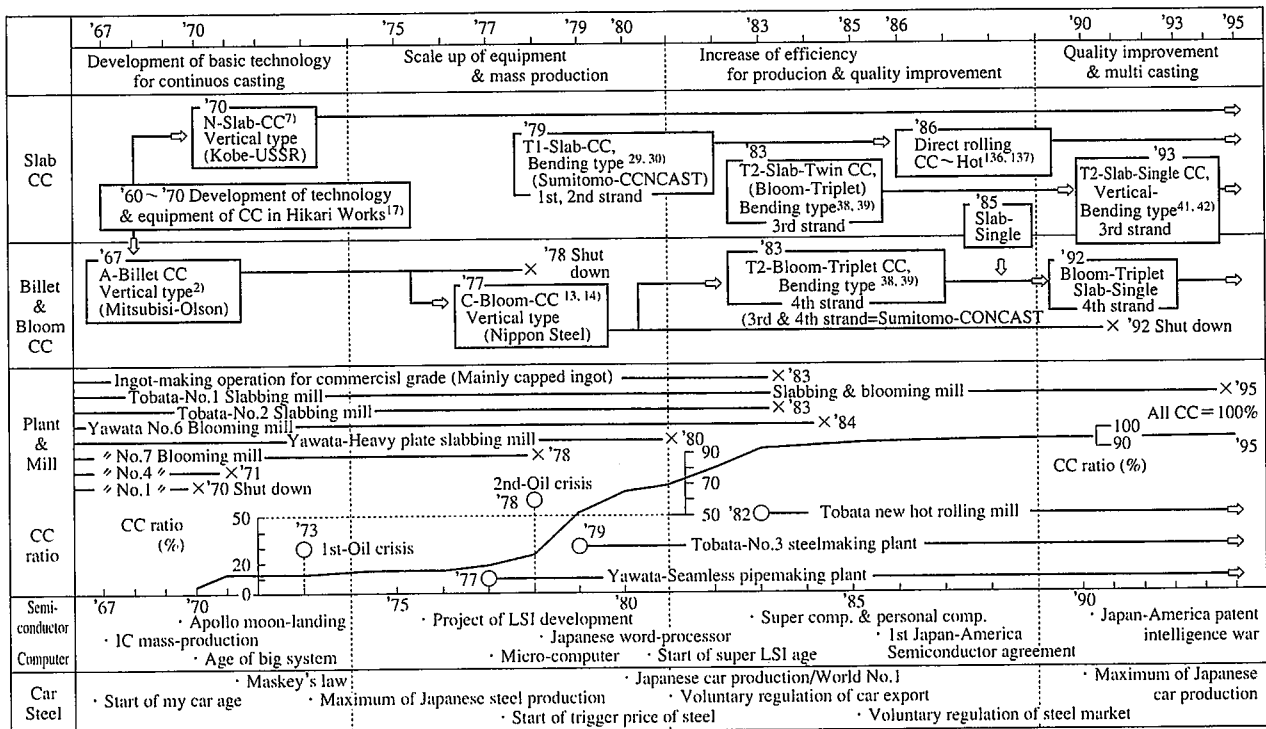 '67 '70 '75 '77 '79 '80 '83 '85 '86 '90 '93 '95
Development of basic technology
for continuos casting
Scale up of equipment
& mass production
Increase of efficiency
for producion & quality improvement
Quality improvement
& multi casting
Slab
CC
'70
N-Slab-CC7)
Vertical type
(Kobe-USSR)
'60~'70 Development of technology
& equipment of CC in Hikari Works17)
'79
T1-Slab-CC,
Bending type 29, 30)
(Sumitomo-CCNCAST)
1st, 2nd strand
'83
T2-Slab-Twin CC,
(Bloom-Triplet)
Bending type38, 39)
3rd strand
'86
Direct rolling
CC~Hot136, 137)
'85
Slab-
Single
'93
T2-Slab-Single CC,
Vertical-
Bending type41, 42)
3rd strand
Billet
&
Bloom
CC
'67
A-Billet CC
Vertical type2)
(Mitsubisi-Olson)
× '78 Shut
down
'77
C-Bloom-CC 13, 14)
Vertical type
(Nippon Steel)
'83
T2-Bloom-Triplet CC,
Bending type 38, 39)
4th strand
(3rd & 4th strand=Sumitomo-CONCAST
'92
Bloom-Triplet
Slab-Single
4th strand
× '92 Shut down
Plant
&
Mill
Ingot-making operation for commercisl grade (Mainly capped ingot) ×'83
Tobata-No.1 Slabbing mill Slabbing & blooming mill ×'95
Tobata-No.2 Slabbing mill ×'83
Yawata No.6 Blooming mill ×'84
Yawata-Heavy plate slabbing mill ×'80
〃 No.7 Blooming mill ×'78
〃 No.4 〃 ×'71
〃 No.1 〃 ×'70 Shut down
All CC=100%
100
90
'95
CC ratio (%)
90
70
50
CC
ratio
CC ratio
(%)
50
20
0
'73
1st-Oil crisis
2nd-Oil crisis
'78
'82 Tobata new hot rolling mill
'79
Tobata-No.3 steelmaking plant
'77 Yawata-Seamless pipemaking plant
'67 '70 '75 '80 '85 '90
Semi-
conductor
Computer
· Apollo moon-landing
· IC mass-production
· Age of big system
· Project of LSI development
· Japanese word-processor
· Micro-computer
· Start of super LSI age
· Super comp. & personal comp.
· 1st Japan-America
Semiconductor agreement
· Japan-America patent
intelligence war
Car
Steel
· Maskey's law
· Start of my car age
· Maximum of Japanese steel production
· Start of trigger price of steel
· Japanese car production/World No.1
· Voluntary regulation of car export
· Voluntary regulation of steel market
· Maximum of Japanese
car production